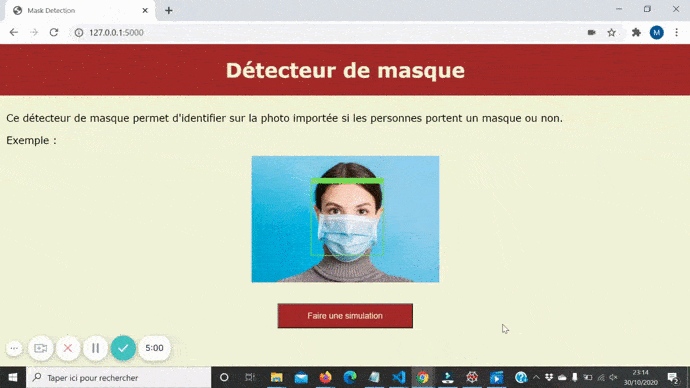 Mask Detection
127.0.0.1:5000
M
Détecteur de masque
Ce détecteur de masque permet d'identifier sur la photo importée si les personnes portent un masque ou non.
Exemple :
Faire une simulation
5:00
Taper ici pour rechercher
23:14
30/10/2020
2